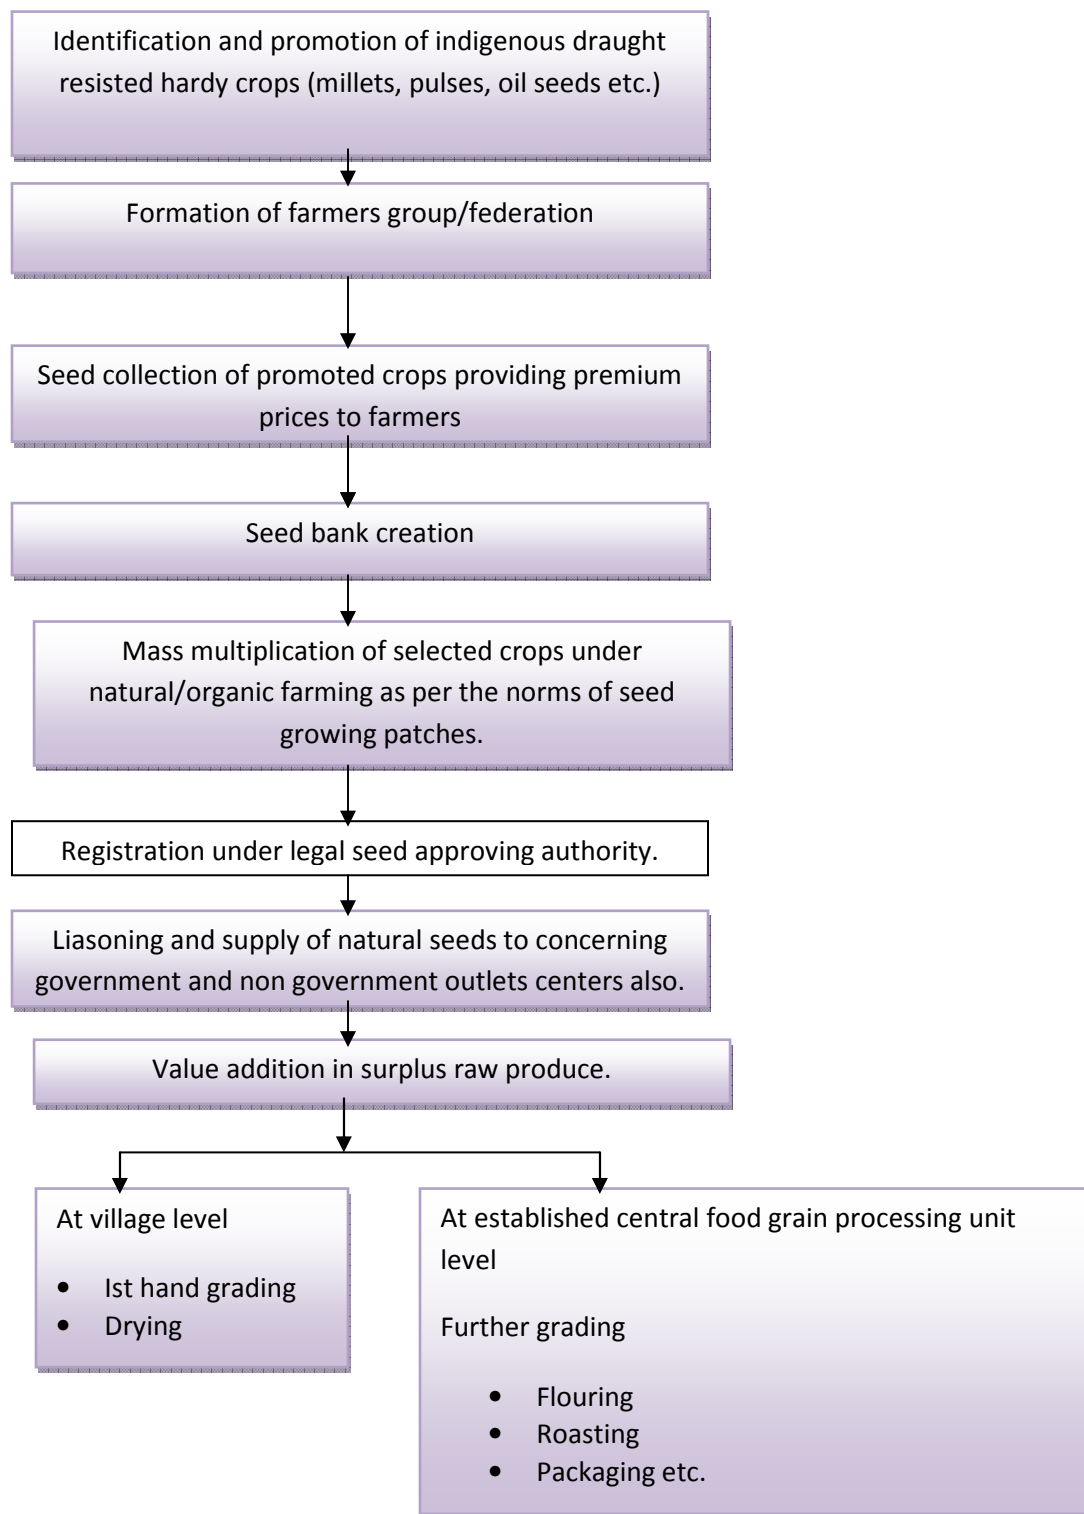 Identification and promotion of indigenous draught
resisted hardy crops (millets, pulses, oil seeds etc.)
Formation of farmers group/federation
Seed collection of promoted crops providing premium
prices to farmers
Seed bank creation
Mass multiplication of selected crops under
natural/organic farming as per the norms of seed
growing patches.
Registration under legal seed approving authority.
Liasoning and supply of natural seeds to concerning
government and non government outlets centers also.
Value addition in surplus raw produce.
At village level
• Ist hand grading
• Drying
At established central food grain processing unit
level
Further grading
• Flouring
• Roasting
• Packaging etc.